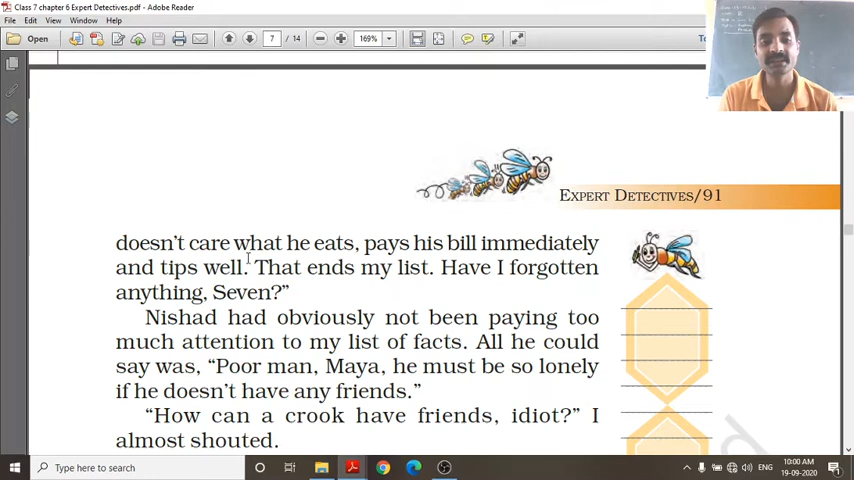 Class 7 chapter 6 Expert Detectives.pdf - Adobe Reader
File Edit View Window Help
Open
7 / 14
169%
EXPERT DETECTIVES/91
doesn't care what he eats, pays his bill immediately
and tips well. That ends my list. Have I forgotten
anything, Seven?"
Nishad had obviously not been paying too
much attention to my list of facts. All he could
say was, "Poor man, Maya, he must be so lonely
if he doesn't have any friends."
"How can a crook have friends, idiot?" I
almost shouted.
Type here to search
ENG
10:00 AM
19-09-2020